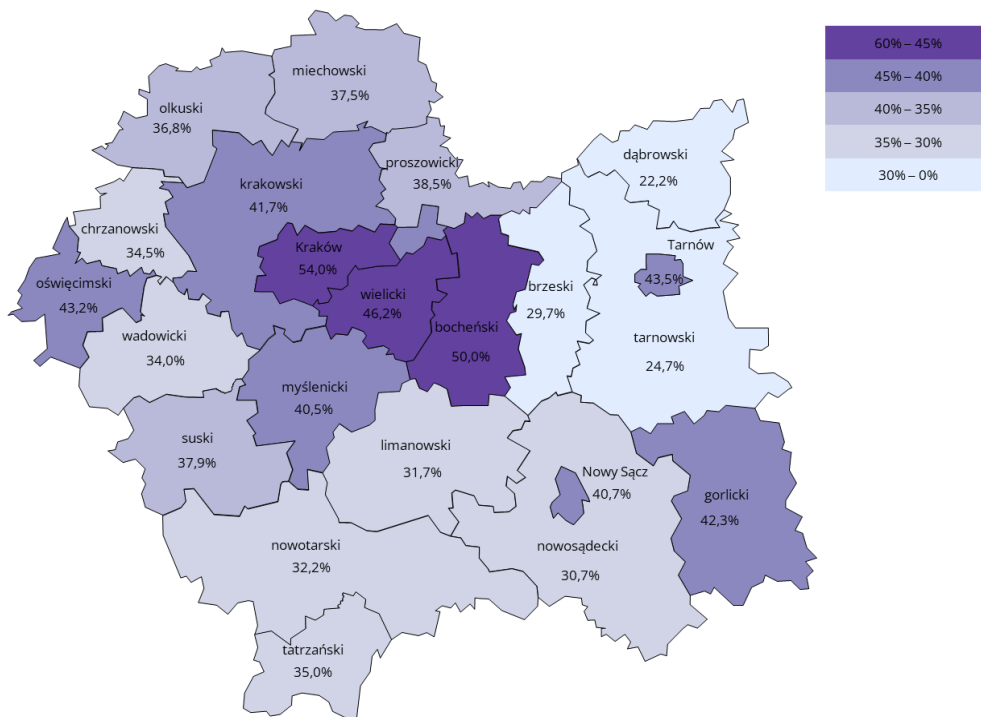 60% – 45%
45% – 40%
40% – 35%
35% – 30%
30% – 0%
miechowski
37,5%
olkuski
36,8%
proszowicki
38,5%
dąbrowski
22,2%
krakowski
41,7%
chrzanowski
34,5%
Kraków
54,0%
Tarnów
43,5%
oświęcimski
43,2%
wielicki
46,2%
brzeski
29,7%
bocheński
50,0%
wadowicki
34,0%
tarnowski
24,7%
myślenicki
40,5%
suski
37,9%
limanowski
31,7%
Nowy Sącz
40,7%
gorlicki
42,3%
nowotarski
32,2%
nowosądecki
30,7%
tatrzański
35,0%